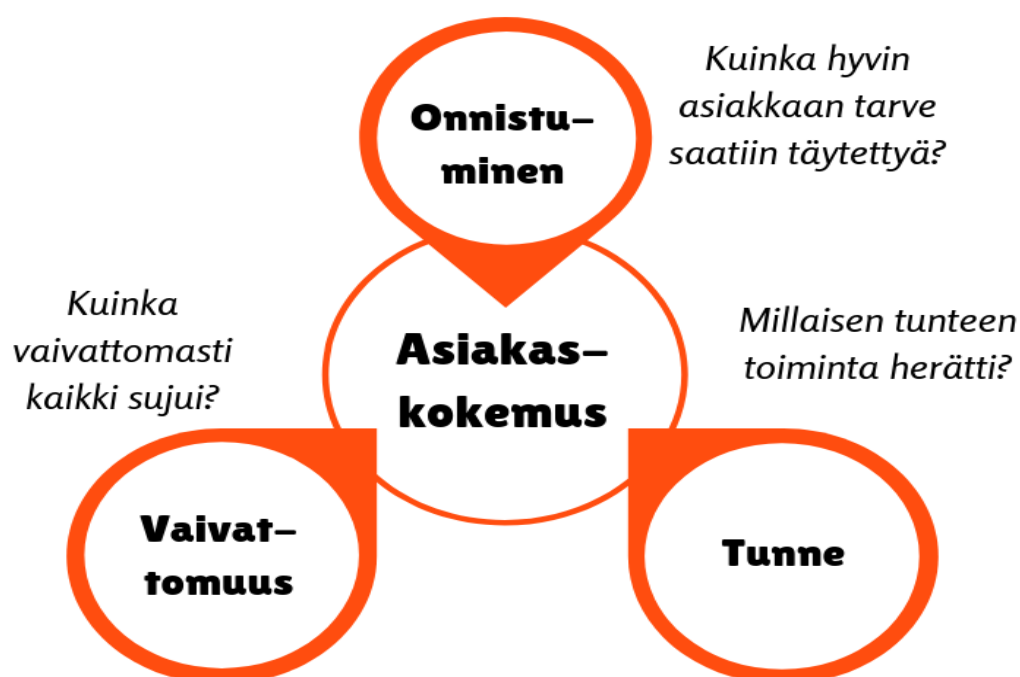 Onnistu-
minen
Kuinka hyvin
asiakkaan tarve
saatiin täytettyä?
Asiakas-
kokemus
Kuinka
vaivattomasti
kaikki sujui?
Vaivat-
tomuus
Millaisen tunteen
toiminta herätti?
Tunne